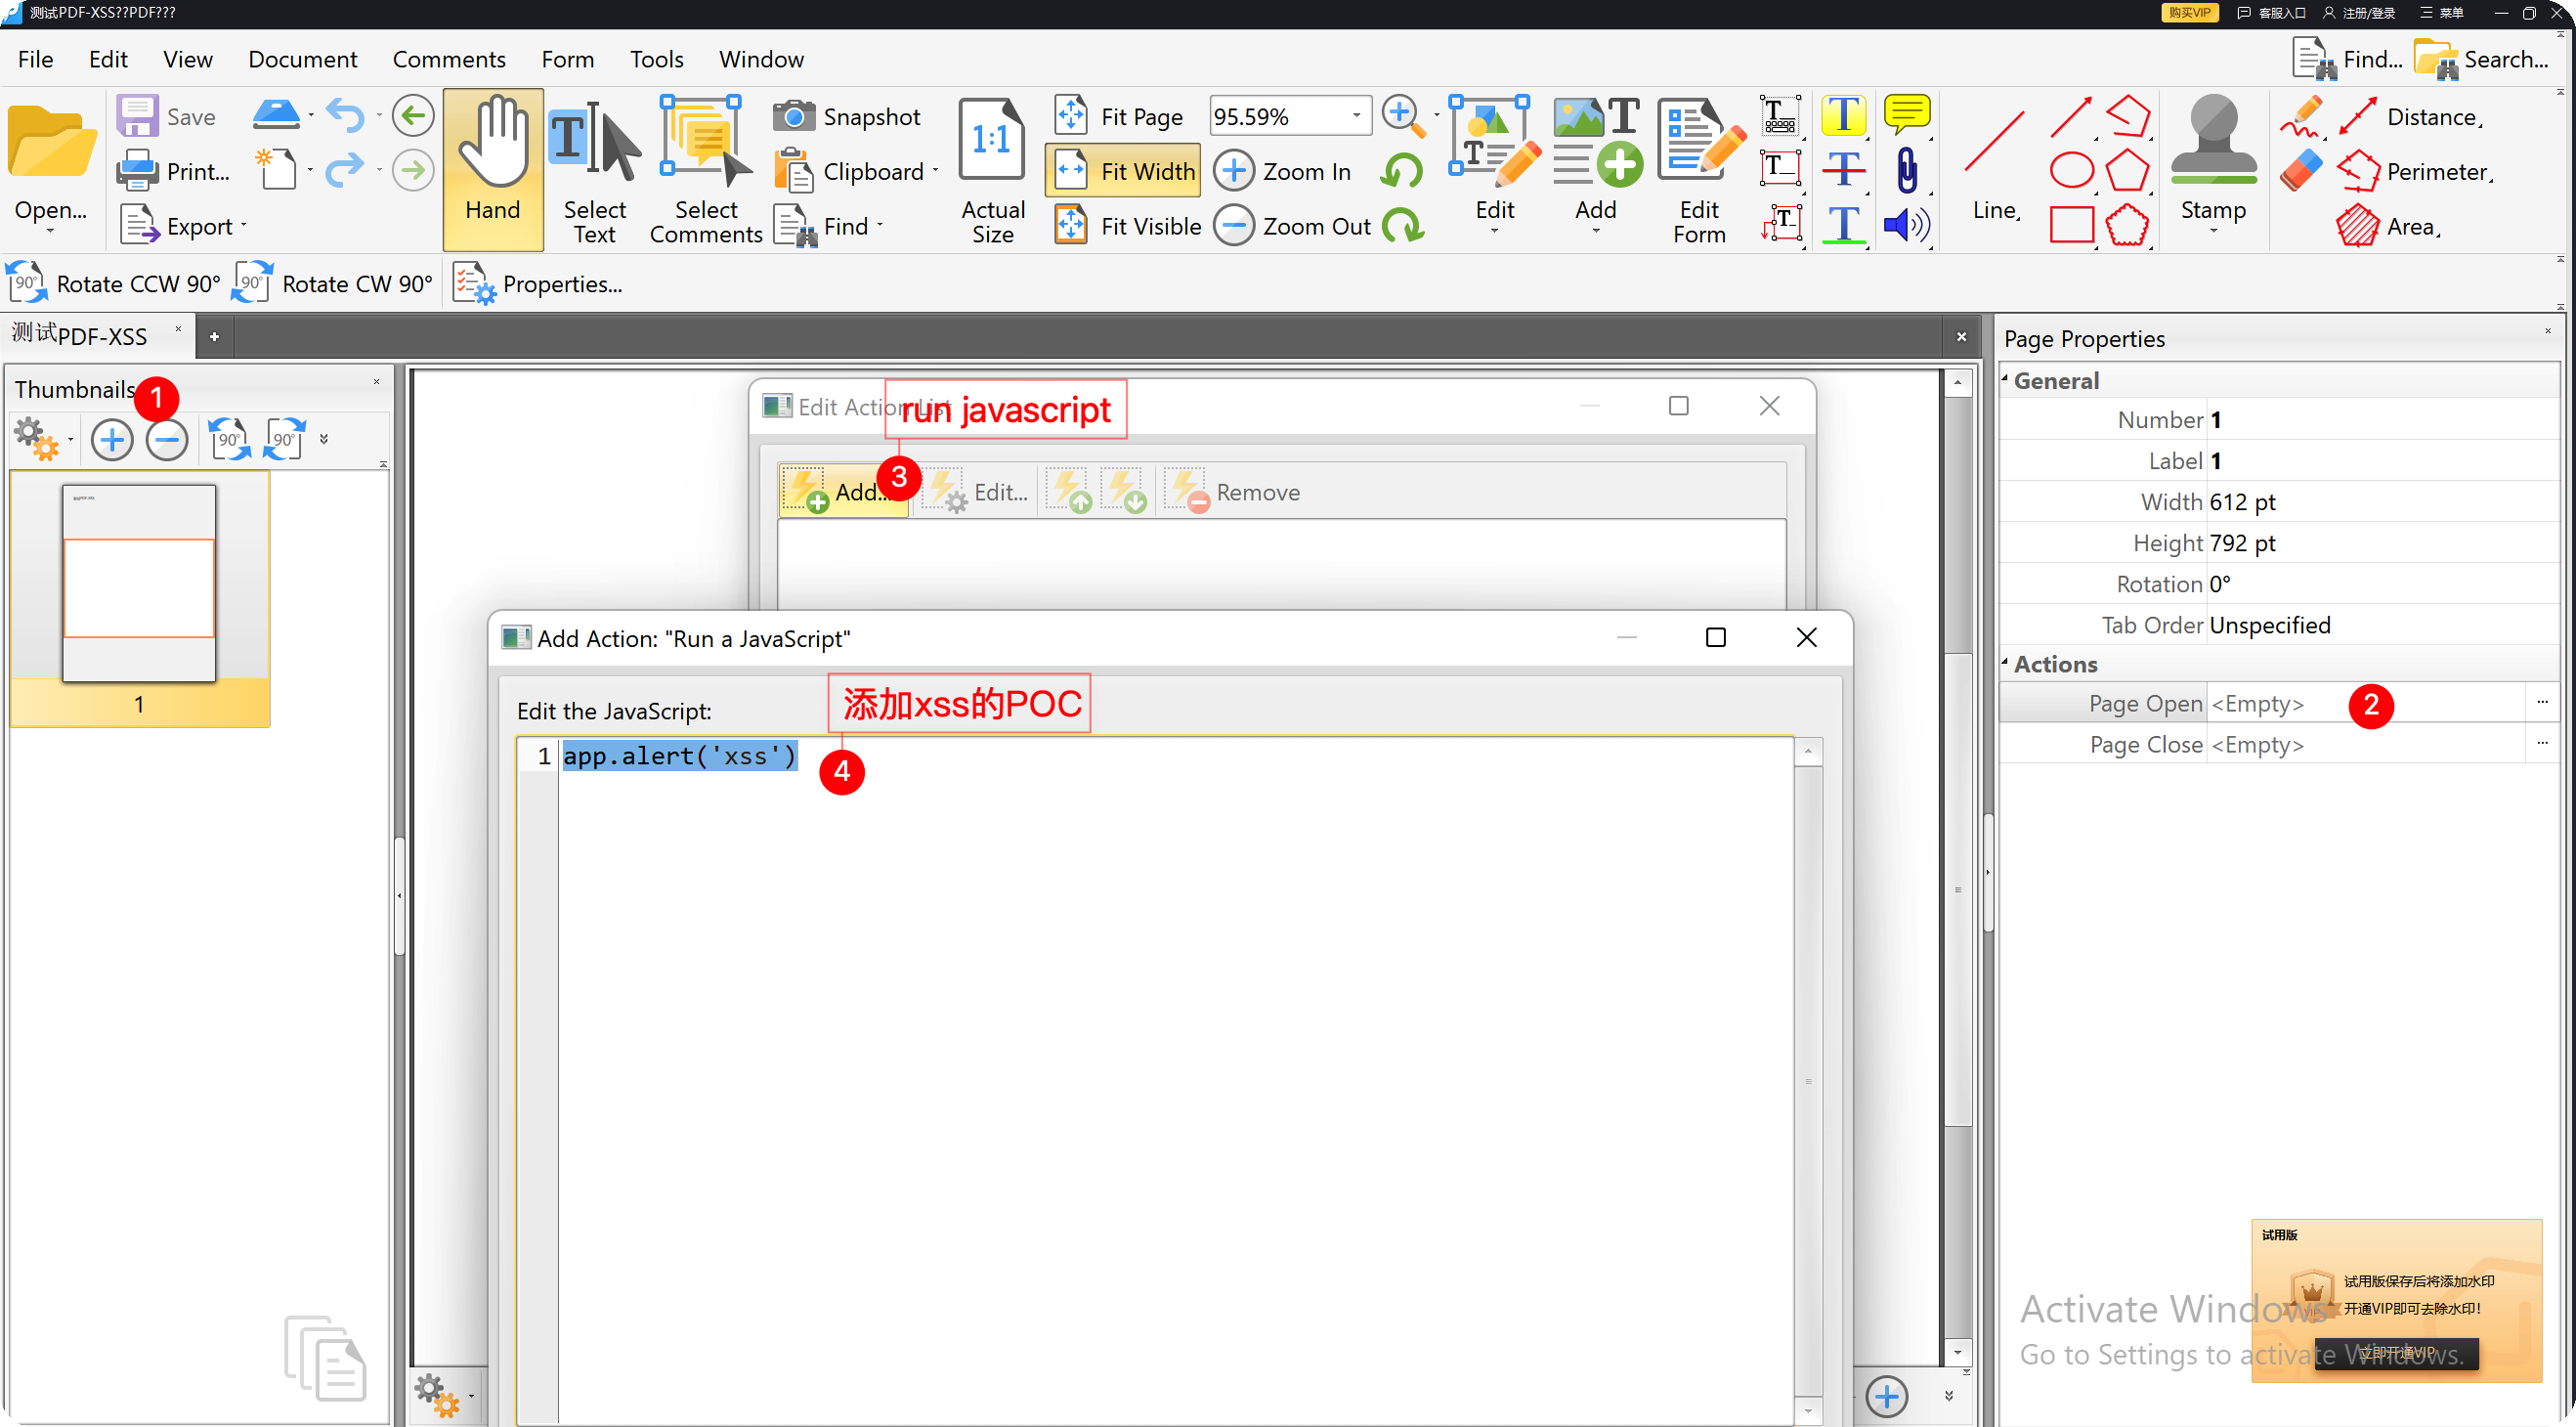 测试PDF-XSS??PDF???
购买VIP 客服入口 注册/登录 菜单
File Edit View Document Comments Form Tools Window Find... Search...
Open...
Save
Print...
Export
Hand
Select
Text
Select
Comments
Snapshot
Clipboard
Find
1:1
Actual
Size
Fit Page
Fit Width
Fit Visible
95.59%
Zoom In
Zoom Out
Edit
Add
Edit
Form
Line
Stamp
Distance
Perimeter
Area
90° Rotate CCW 90° 90° Rotate CW 90° Properties...
测试PDF-XSS
Thumbnails
1
90° 90°
1
Edit Action List
run javascript
3
Add... Edit... Remove
Add Action: "Run a JavaScript"
添加xss的POC
Edit the JavaScript:
1 app.alert('xss')
4
Page Properties
General
Number 1
Label 1
Width 612 pt
Height 792 pt
Rotation 0°
Tab Order Unspecified
Actions
Page Open <Empty> 2 ...
Page Close <Empty> ...
试用版
试用版保存后将添加水印
开通VIP即可去除水印!
立即开通VIP
Activate Windows
Go to Settings to activate Windows.